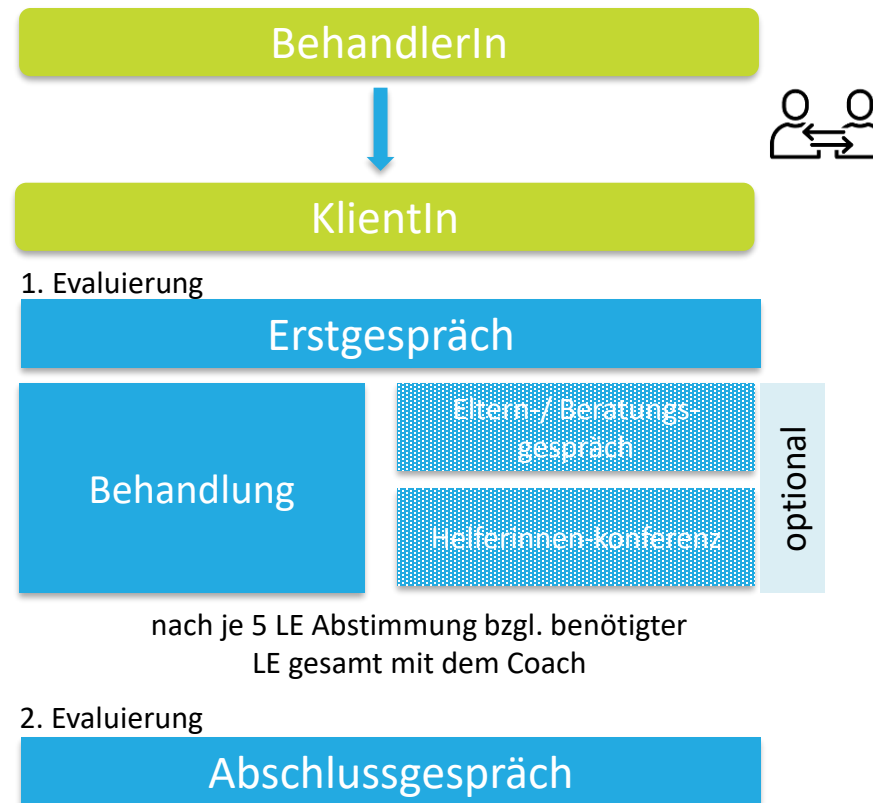 BehandlerIn
KlientIn
1. Evaluierung
Erstgespräch
Behandlung
Eltern-/ Beratungs-
gespräch
Helferinnen-konferenz
optional
nach je 5 LE Abstimmung bzgl. benötigter
LE gesamt mit dem Coach
2. Evaluierung
Abschlussgespräch